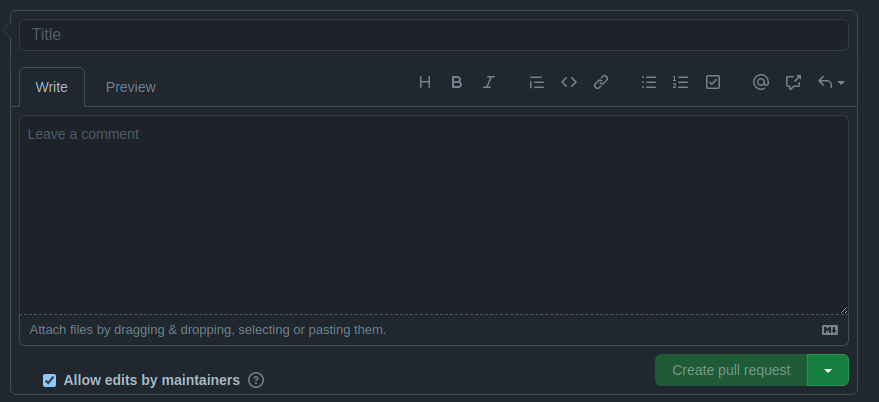 Title
Write Preview H B I @
Leave a comment
Attach files by dragging & dropping, selecting or pasting them.
Allow edits by maintainers
Create pull request